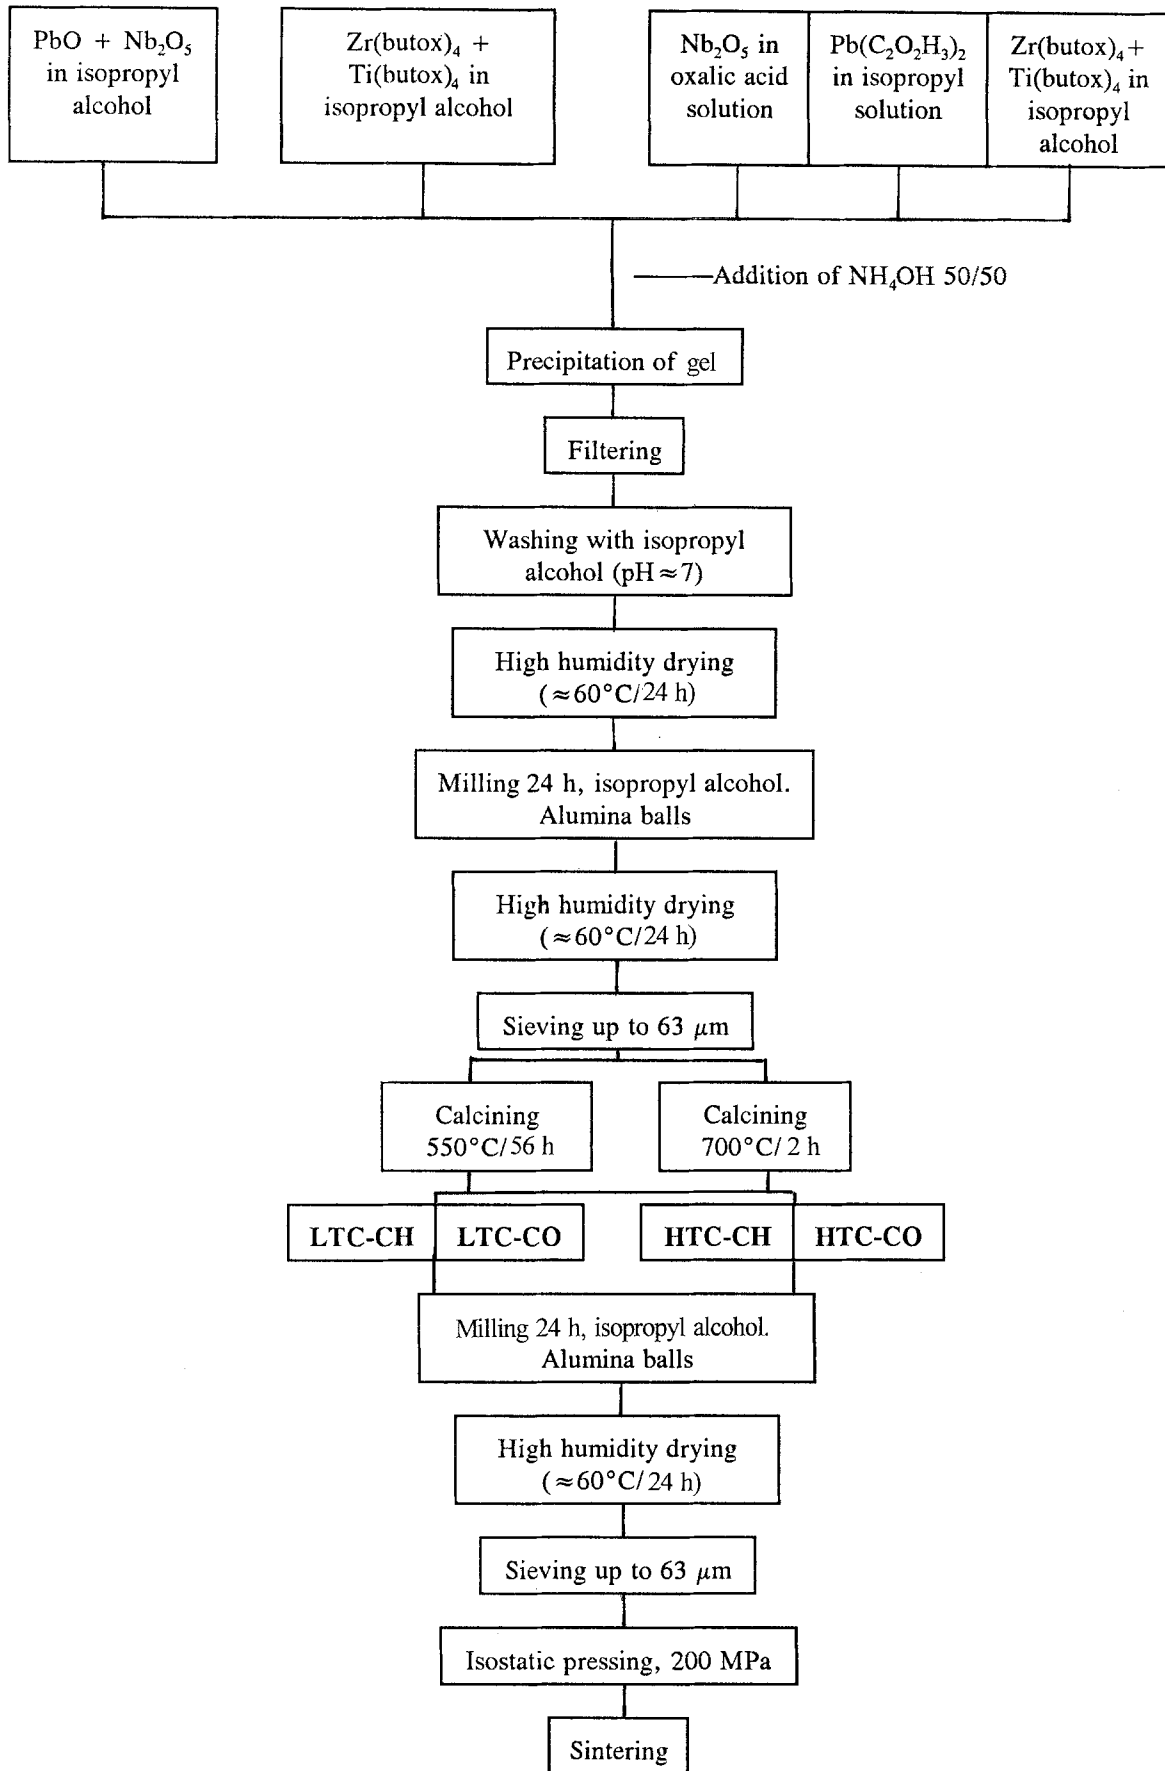 PbO + Nb₂O₅
in isopropyl
alcohol
Zr(butox)₄ +
Ti(butox)₄ in
isopropyl alcohol
Nb₂O₅ in
oxalic acid
solution
Pb(C₂O₂H₃)₂
in isopropyl
solution
Zr(butox)₄+
Ti(butox)₄ in
isopropyl
alcohol
Addition of NH₄OH 50/50
Precipitation of gel
Filtering
Washing with isopropyl
alcohol (pH≈7)
High humidity drying
(≈60°C/24 h)
Milling 24 h, isopropyl alcohol.
Alumina balls
High humidity drying
(≈60°C/24 h)
Sieving up to 63 μm
Calcining
550°C/56 h
Calcining
700°C/2 h
LTC-CH
LTC-CO
HTC-CH
HTC-CO
Milling 24 h, isopropyl alcohol.
Alumina balls
High humidity drying
(≈60°C/24 h)
Sieving up to 63 μm
Isostatic pressing, 200 MPa
Sintering